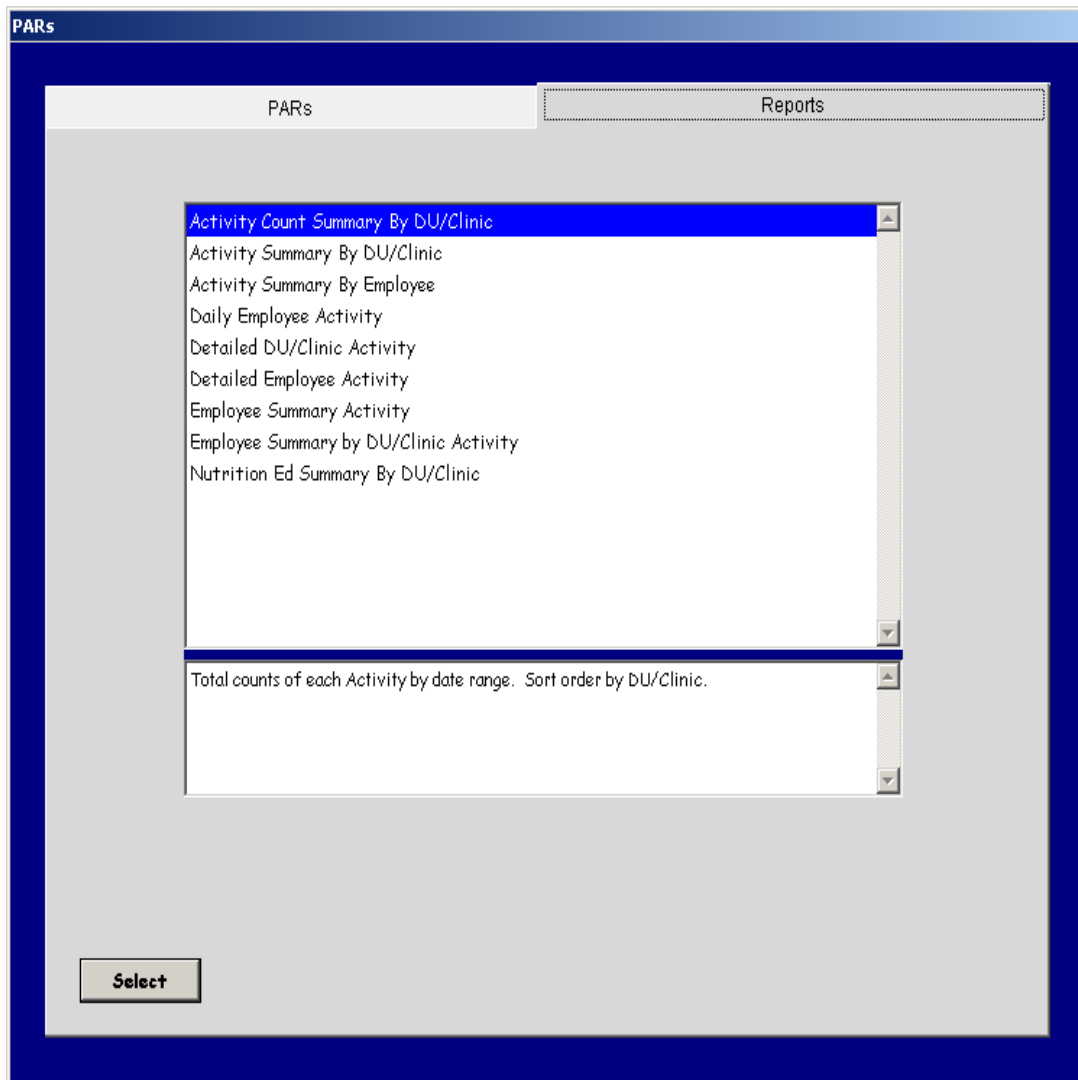 PARs
PARs
Reports
Activity Count Summary By DU/Clinic
Activity Summary By DU/Clinic
Activity Summary By Employee
Daily Employee Activity
Detailed DU/Clinic Activity
Detailed Employee Activity
Employee Summary Activity
Employee Summary by DU/Clinic Activity
Nutrition Ed Summary By DU/Clinic
Total counts of each Activity by date range.  Sort order by DU/Clinic.
Select